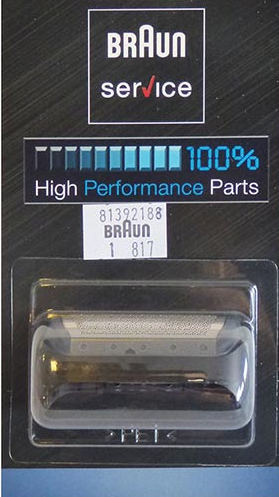 BRAUN
service
100%
High Performance Parts
81392188
BRAUN
1 817